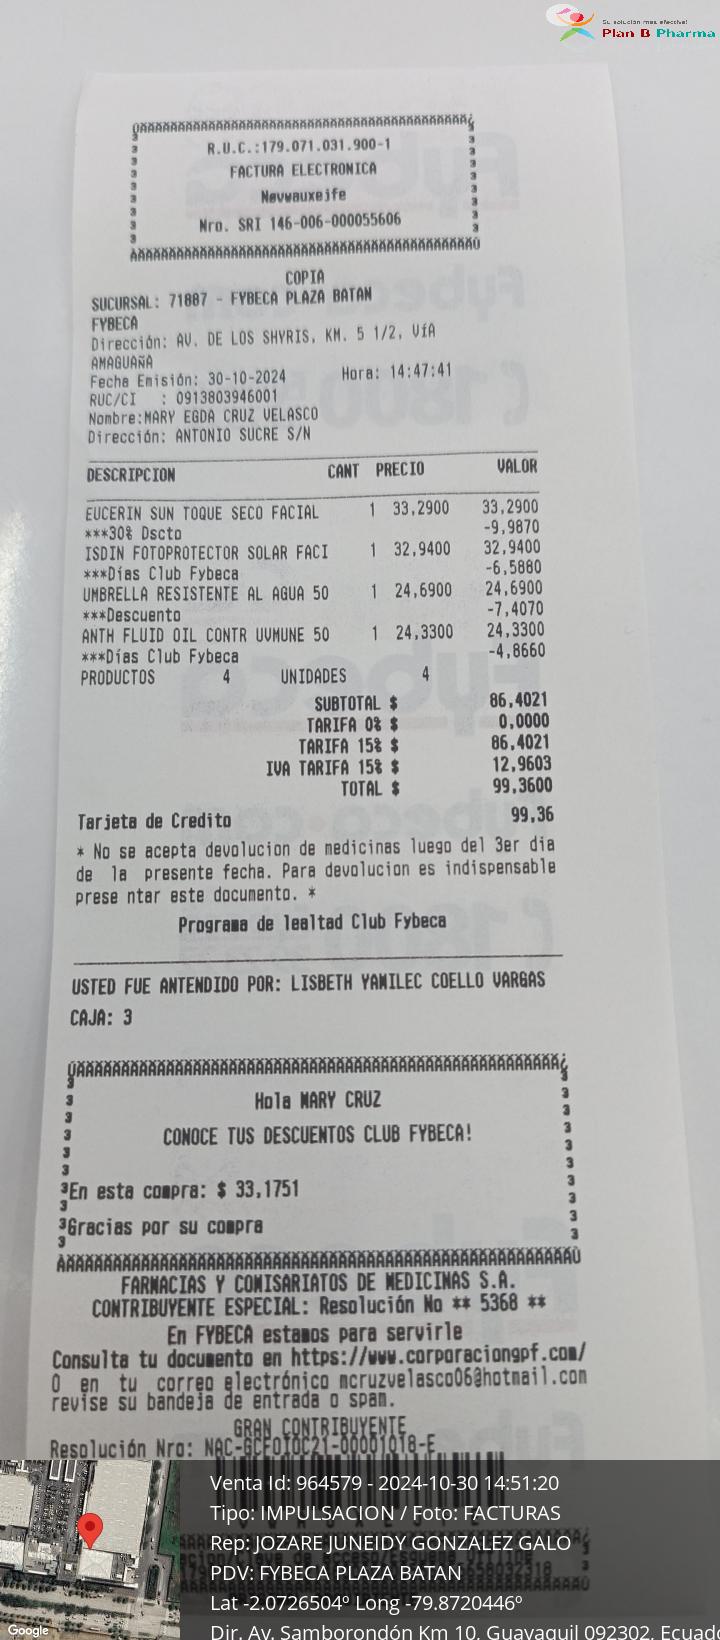 Su solución mas efectiva!
Plan B Pharma
R.U.C.:179.071.031.900-1
FACTURA ELECTRONICA
Nøvwauxejfe
Nro. SRI 146-006-000055606
COPIA
SUCURSAL: 71887 - FYBECA PLAZA BATAN
FYBECA
Dirección: AV. DE LOS SHYRIS, KM. 5 1/2, VíA
AMAGUAÑA
Fecha Emisión: 30-10-2024 Hora: 14:47:41
RUC/CI : 0913803946001
Nombre:MARY EGDA CRUZ VELASCO
Dirección: ANTONIO SUCRE S/N
DESCRIPCION CANT PRECIO VALOR
EUCERIN SUN TOQUE SECO FACIAL 1 33,2900 33,2900
***30% Dscto -9,9870
ISDIN FOTOPROTECTOR SOLAR FACI 1 32,9400 32,9400
***Días Club Fybeca -6,5880
UMBRELLA RESISTENTE AL AGUA 50 1 24,6900 24,6900
***Descuento -7,4070
ANTH FLUID OIL CONTR UVMUNE 50 1 24,3300 24,3300
***Días Club Fybeca -4,8660
PRODUCTOS 4 UNIDADES 4
SUBTOTAL $ 86,4021
TARIFA 0% $ 0,0000
TARIFA 15% $ 86,4021
IVA TARIFA 15% $ 12,9603
TOTAL $ 99,3600
Tarjeta de Credito 99,36
* No se acepta devolucion de medicinas luego del 3er dia
de la presente fecha. Para devolucion es indispensable
prese ntar este documento. *
Programa de lealtad Club Fybeca
USTED FUE ANTENDIDO POR: LISBETH YAMILEC COELLO VARGAS
CAJA: 3
Hola MARY CRUZ
CONOCE TUS DESCUENTOS CLUB FYBECA!
En esta compra: $ 33,1751
Gracias por su compra
FARMACIAS Y COMISARIATOS DE MEDICINAS S.A.
CONTRIBUYENTE ESPECIAL: Resolución No ** 5368 **
En FYBECA estamos para servirle
Consulta tu documento en https://www.corporaciongpf.com/
O en tu correo electrónico mcruzvelasco06@hotmail.com
revise su bandeja de entrada o spam.
GRAN CONTRIBUYENTE
Resolución Nro: NAC-GCFOIOC21-00001018-E
Venta Id: 964579 - 2024-10-30 14:51:20
Tipo: IMPULSACION / Foto: FACTURAS
Rep: JOZARE JUNEIDY GONZALEZ GALO
PDV: FYBECA PLAZA BATAN
Lat -2.0726504º Long -79.8720446º
Dir. Av. Samborondón Km 10, Guayaquil 092302, Ecuado
Google